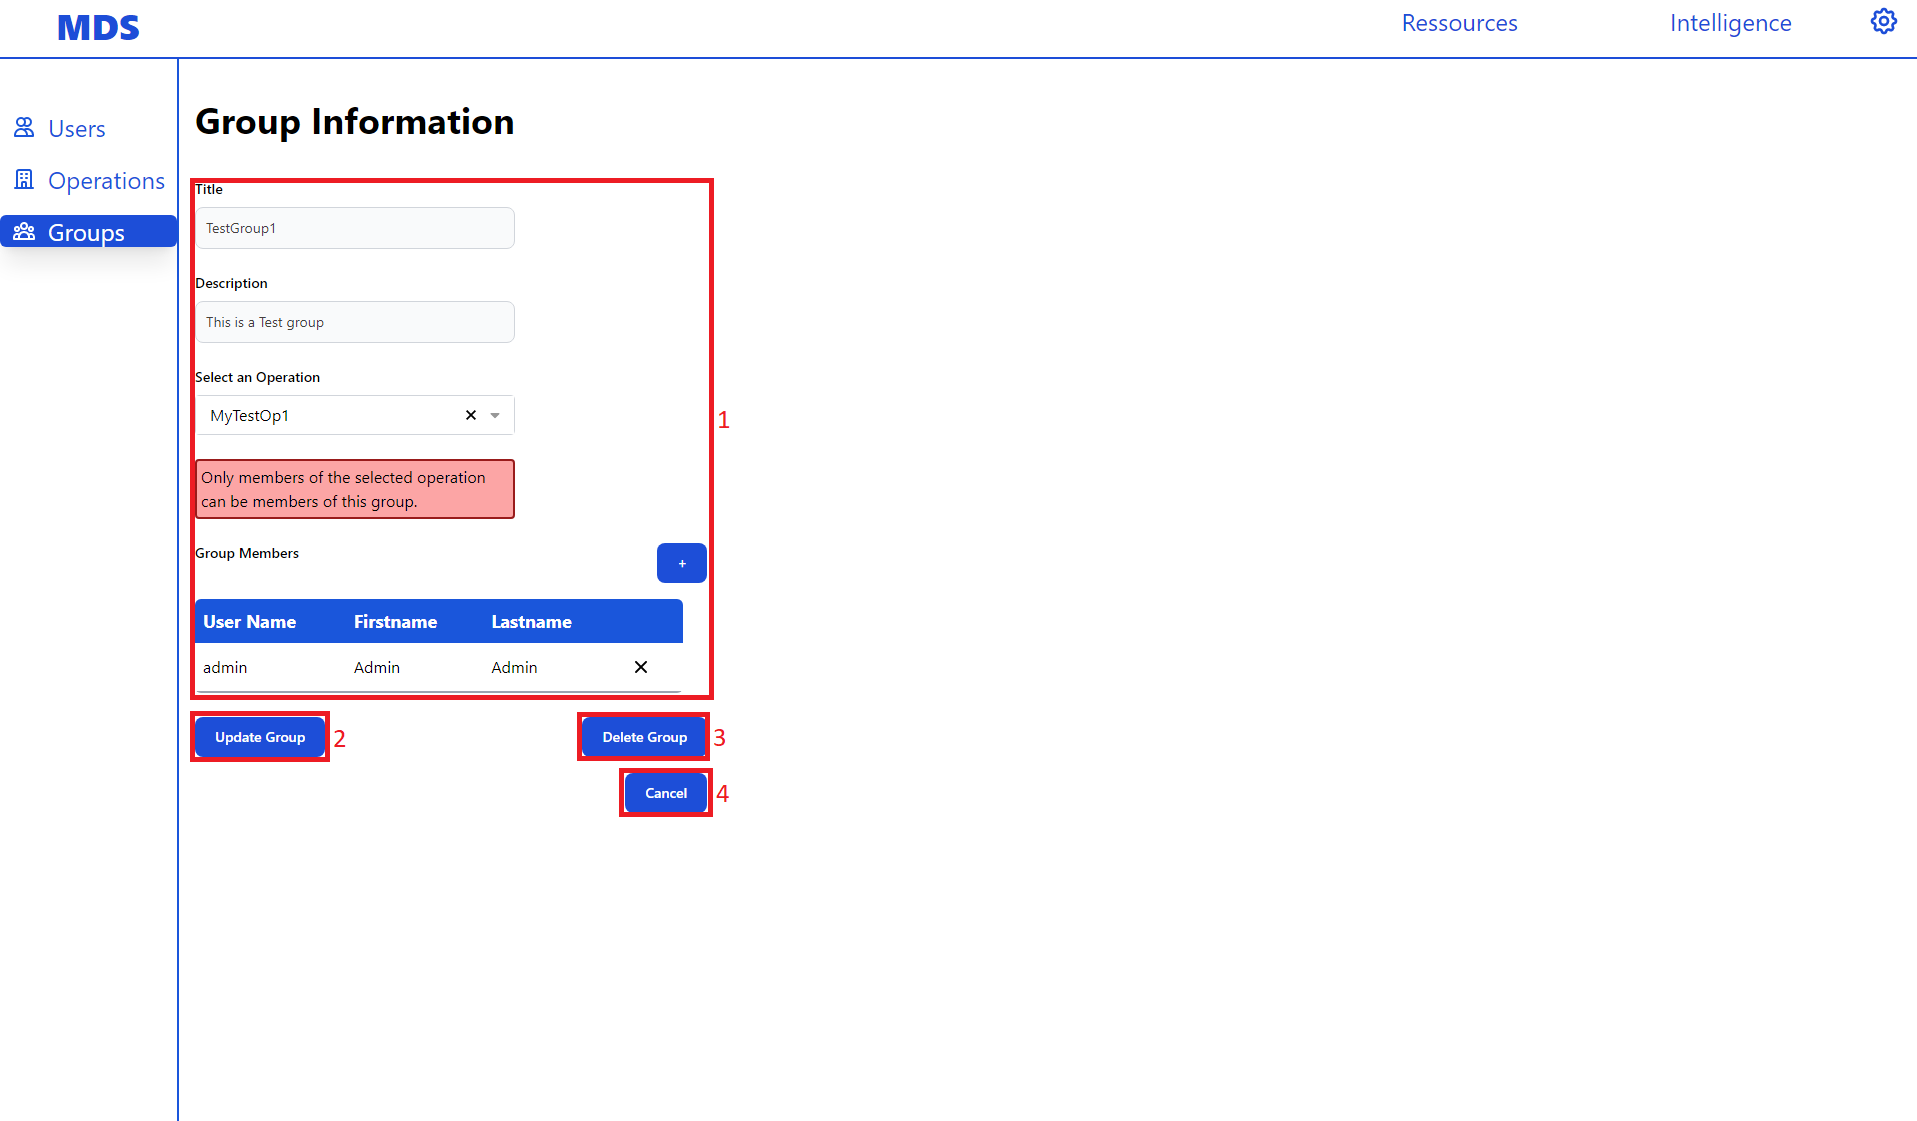 MDS
Ressources
Intelligence
Users
Operations
Groups
Group Information
Title
TestGroup1
Description
This is a Test group
Select an Operation
MyTestOp1
1
Only members of the selected operation
can be members of this group.
Group Members
+
User Name Firstname Lastname
admin Admin Admin
Update Group 2
Delete Group 3
Cancel 4